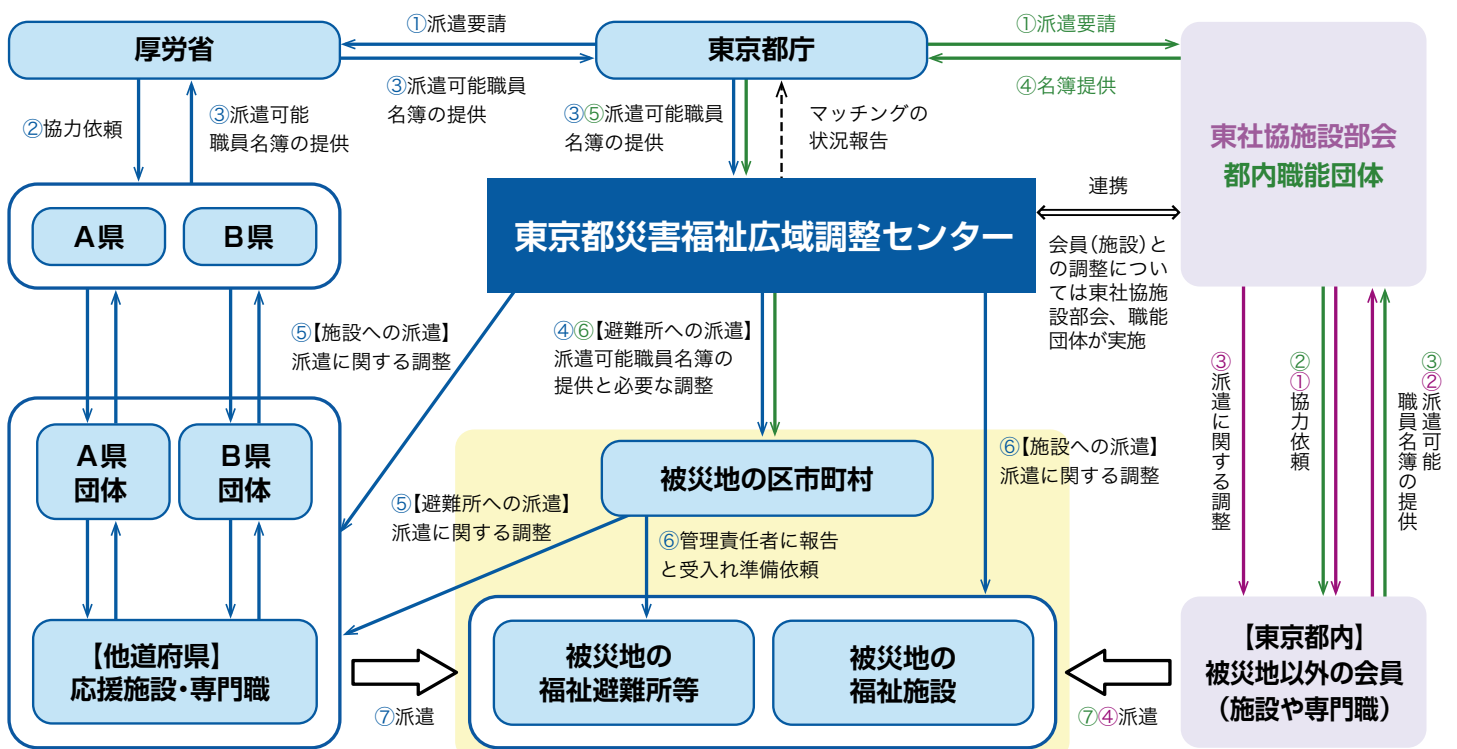 厚労省
①派遣要請
③派遣可能職員
名簿の提供
東京都庁
①派遣要請
④名簿提供
②協力依頼
③派遣可能
職員名簿の提供
③⑤派遣可能職員
名簿の提供
マッチングの
状況報告
東社協施設部会
都内職能団体
A県
B県
東京都災害福祉広域調整センター
連携
会員(施設)と
の調整につい
ては東社協施
設部会、職能
団体が実施
⑤【施設への派遣】
派遣に関する調整
④⑥【避難所への派遣】
派遣可能職員名簿の
提供と必要な調整
③派遣に関する調整
②①協力依頼
③②派遣可能
職員名簿の提供
A県
団体
B県
団体
被災地の区市町村
⑥【施設への派遣】
派遣に関する調整
⑤【避難所への派遣】
派遣に関する調整
⑥管理責任者に報告
と受入れ準備依頼
【他道府県】
応援施設・専門職
⑦派遣
被災地の
福祉避難所等
被災地の
福祉施設
⑦④派遣
【東京都内】
被災地以外の会員
(施設や専門職)